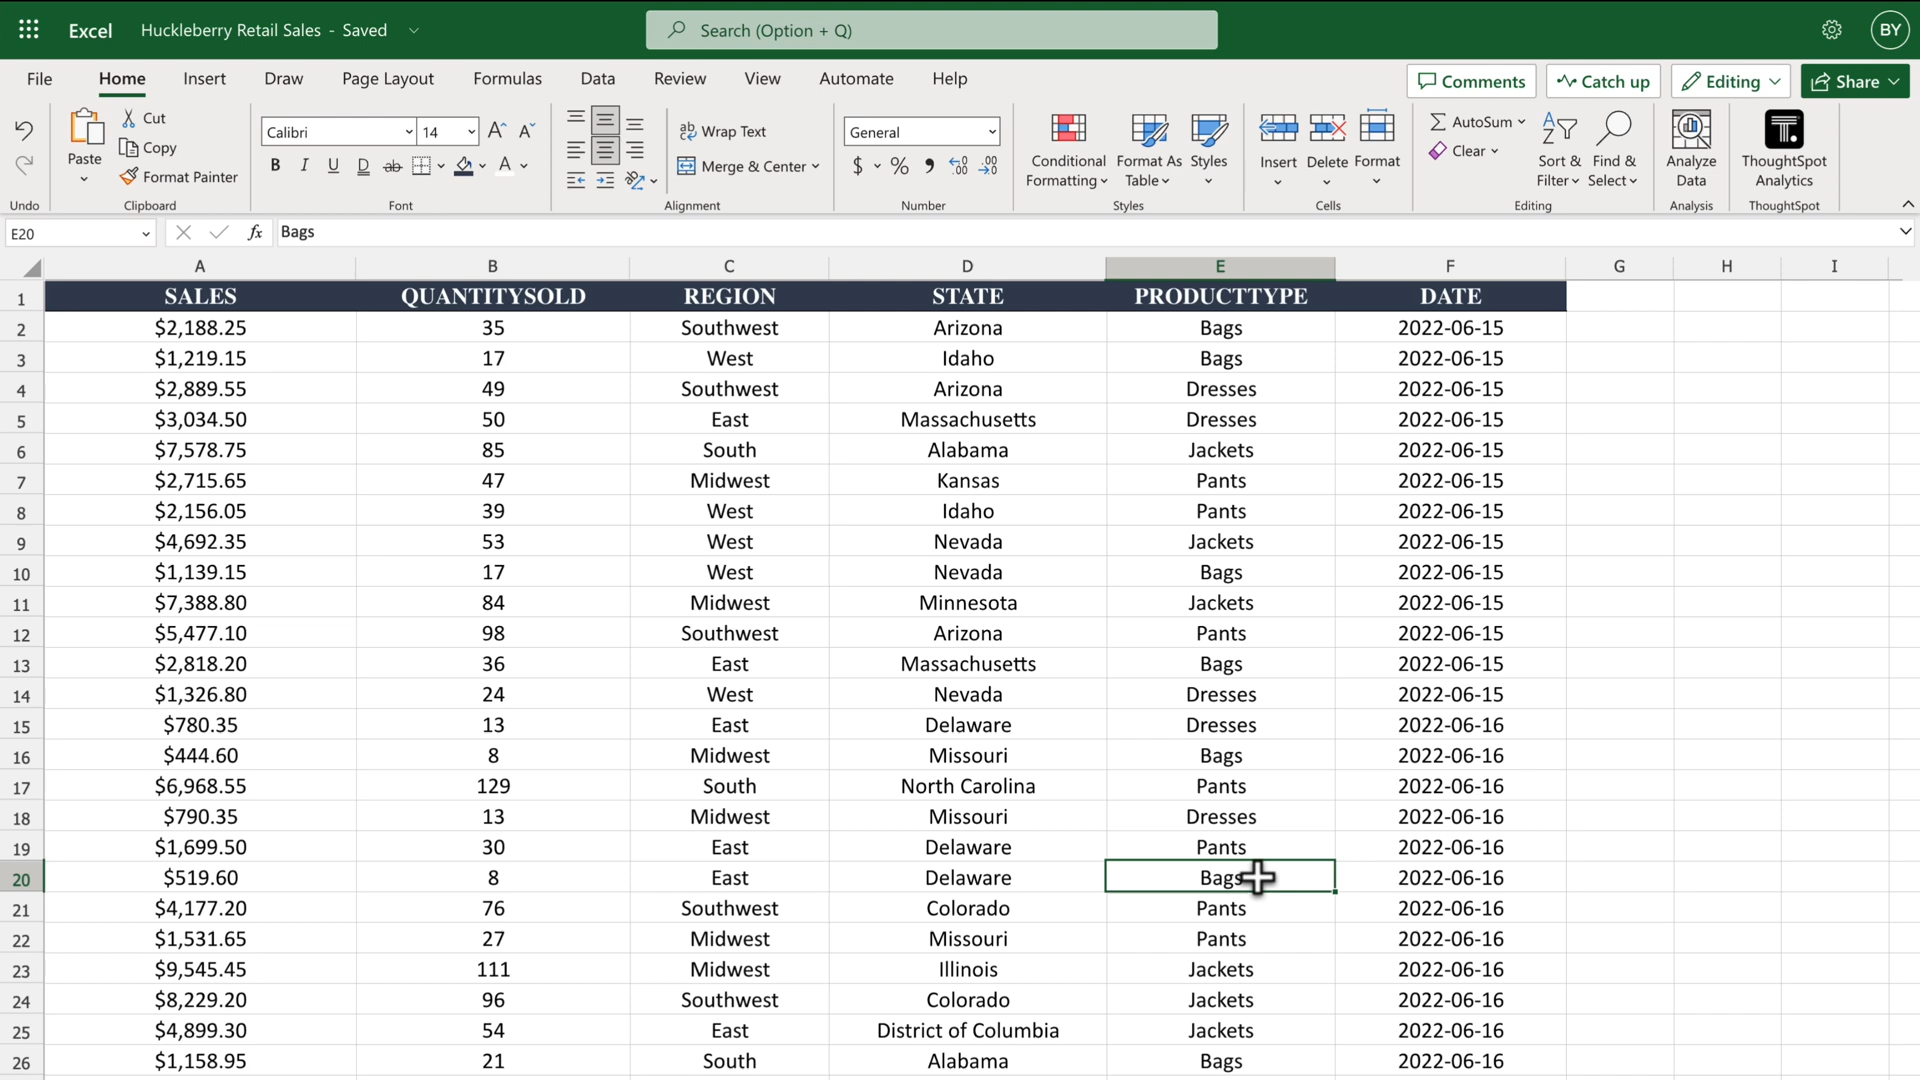 Excel Huckleberry Retail Sales - Saved Search (Option + Q) BY
File Home Insert Draw Page Layout Formulas Data Review View Automate Help Comments Catch up Editing Share
Paste Cut Copy Format Painter
Calibri 14
B I U D ab A
ab Wrap Text
Merge & Center
General
$ % 9 .00 .00
Conditional Formatting Format As Table Styles
Insert Delete Format
AutoSum
Clear
Sort & Filter Find & Select
Analyze Data
ThoughtSpot Analytics
Undo Clipboard Font Alignment Number Styles Cells Editing Analysis ThoughtSpot
E20 fx Bags
A B C D E F G H I
1 SALES QUANTITYSOLD REGION STATE PRODUCTTYPE DATE
2 $2,188.25 35 Southwest Arizona Bags 2022-06-15
3 $1,219.15 17 West Idaho Bags 2022-06-15
4 $2,889.55 49 Southwest Arizona Dresses 2022-06-15
5 $3,034.50 50 East Massachusetts Dresses 2022-06-15
6 $7,578.75 85 South Alabama Jackets 2022-06-15
7 $2,715.65 47 Midwest Kansas Pants 2022-06-15
8 $2,156.05 39 West Idaho Pants 2022-06-15
9 $4,692.35 53 West Nevada Jackets 2022-06-15
10 $1,139.15 17 West Nevada Bags 2022-06-15
11 $7,388.80 84 Midwest Minnesota Jackets 2022-06-15
12 $5,477.10 98 Southwest Arizona Pants 2022-06-15
13 $2,818.20 36 East Massachusetts Bags 2022-06-15
14 $1,326.80 24 West Nevada Dresses 2022-06-15
15 $780.35 13 East Delaware Dresses 2022-06-16
16 $444.60 8 Midwest Missouri Bags 2022-06-16
17 $6,968.55 129 South North Carolina Pants 2022-06-16
18 $790.35 13 Midwest Missouri Dresses 2022-06-16
19 $1,699.50 30 East Delaware Pants 2022-06-16
20 $519.60 8 East Delaware Bags 2022-06-16
21 $4,177.20 76 Southwest Colorado Pants 2022-06-16
22 $1,531.65 27 Midwest Missouri Pants 2022-06-16
23 $9,545.45 111 Midwest Illinois Jackets 2022-06-16
24 $8,229.20 96 Southwest Colorado Jackets 2022-06-16
25 $4,899.30 54 East District of Columbia Jackets 2022-06-16
26 $1,158.95 21 South Alabama Bags 2022-06-16